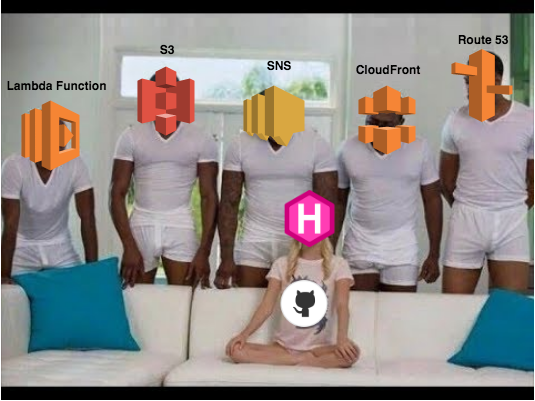 Lambda Function
S3
SNS
CloudFront
Route 53
H